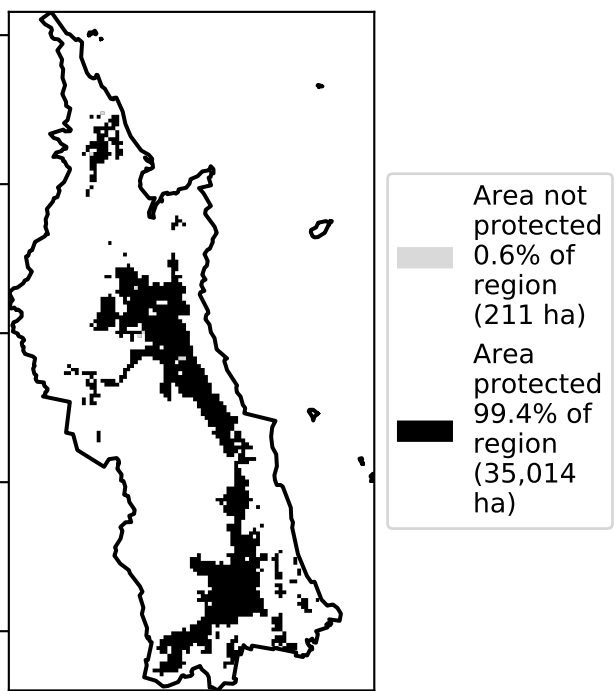 Area not
protected
0.6% of
region
(211 ha)
Area
protected
99.4% of
region
(35,014
ha)